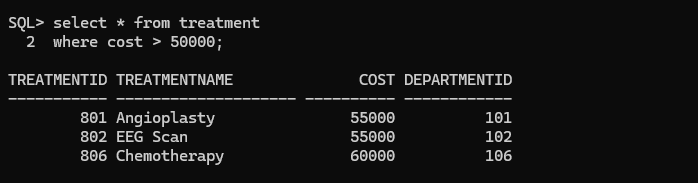 SQL> select * from treatment
  2  where cost > 50000;
TREATMENTID TREATMENTNAME              COST DEPARTMENTID
----------- -------------------- ---------- ------------
        801 Angioplasty               55000          101
        802 EEG Scan                  55000          102
        806 Chemotherapy              60000          106